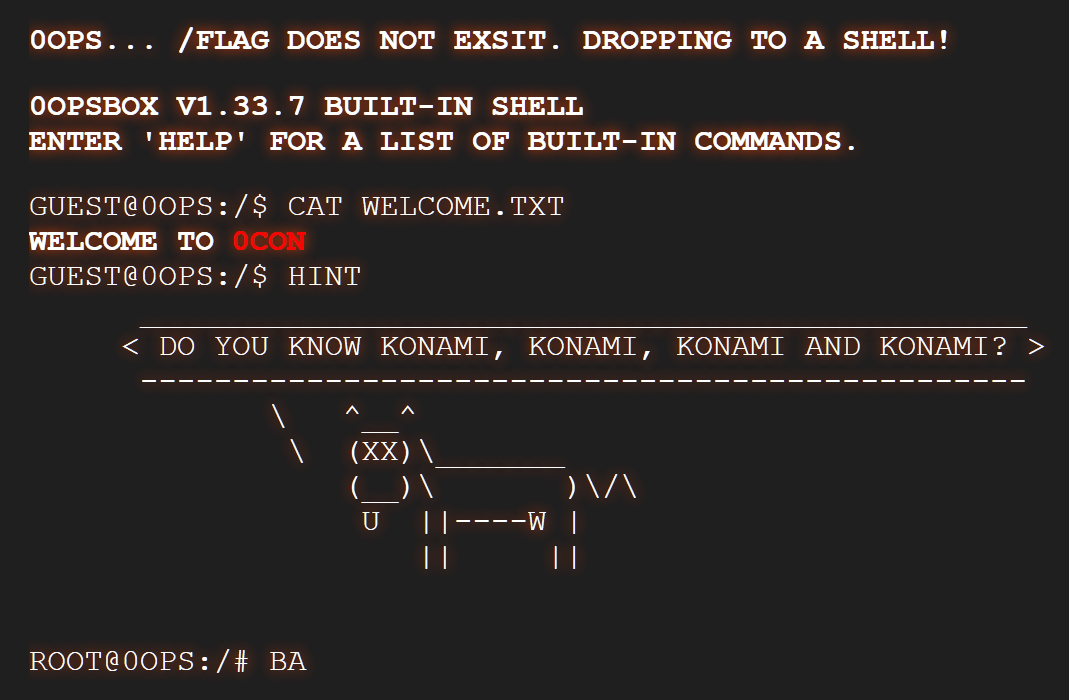 0OPS... /FLAG DOES NOT EXSIT. DROPPING TO A SHELL!
0OPSBOX V1.33.7 BUILT-IN SHELL
ENTER 'HELP' FOR A LIST OF BUILT-IN COMMANDS.
GUEST@0OPS:/$ CAT WELCOME.TXT
WELCOME TO 0CON
GUEST@0OPS:/$ HINT
      ________________________________________________
     < DO YOU KNOW KONAMI, KONAMI, KONAMI AND KONAMI? >
      ------------------------------------------------
             \   ^__^
              \  (XX)\_______
                 (__)\       )\/\
                  U  ||----W |
                     ||     ||
ROOT@0OPS:/# BA